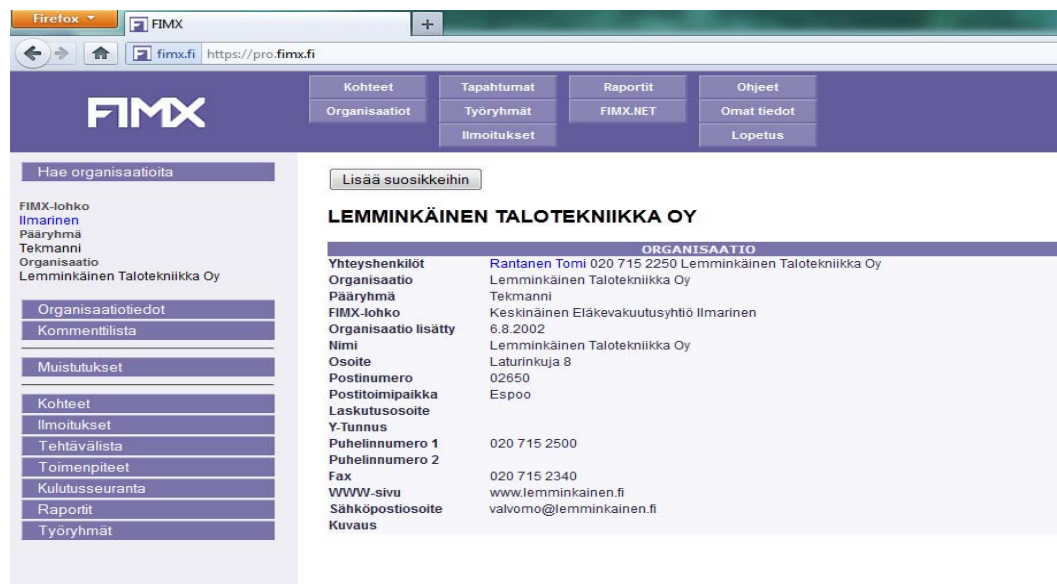 Firefox
FIMX
+
fimx.fi https://pro.fimx.fi
FIMX
Kohteet Tapahtumat Raportit Ohjeet
Organisaatiot Työryhmät FIMX.NET Omat tiedot
Ilmoitukset Lopetus
Hae organisaatioita
FIMX-lohko
Ilmarinen
Pääryhmä
Tekmanni
Organisaatio
Lemminkäinen Talotekniikka Oy
Organisaatiotiedot
Kommenttilista
Muistutukset
Kohteet
Ilmoitukset
Tehtävälista
Toimenpiteet
Kulutusseuranta
Raportit
Työryhmät
Lisää suosikkeihin
LEMMINKÄINEN TALOTEKNIIKKA OY
ORGANISAATIO
Yhteyshenkilöt Rantanen Tomi 020 715 2250 Lemminkäinen Talotekniikka Oy
Organisaatio Lemminkäinen Talotekniikka Oy
Pääryhmä Tekmanni
FIMX-lohko Keskinäinen Eläkevakuutusyhtiö Ilmarinen
Organisaatio lisätty 6.8.2002
Nimi Lemminkäinen Talotekniikka Oy
Osoite Laturinkuja 8
Postinumero 02650
Postitoimipaikka Espoo
Laskutusosoite
Y-Tunnus
Puhelinnumero 1 020 715 2500
Puhelinnumero 2
Fax 020 715 2340
WWW-sivu www.lemminkainen.fi
Sähköpostiosoite valvomo@lemminkainen.fi
Kuvaus